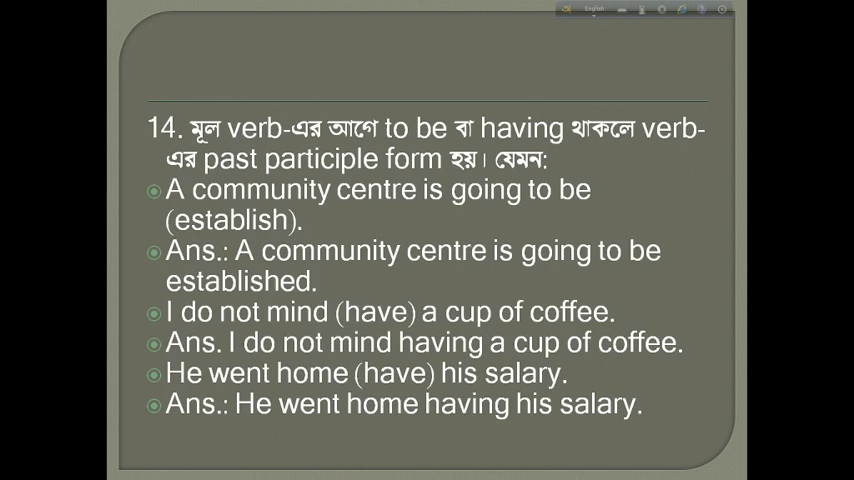 English
14. মূল verb-এর আগে to be বা having থাকলে verb-
এর past participle form হয়। যেমন:
A community centre is going to be
(establish).
Ans.: A community centre is going to be
established.
I do not mind (have) a cup of coffee.
Ans. I do not mind having a cup of coffee.
He went home (have) his salary.
Ans.: He went home having his salary.